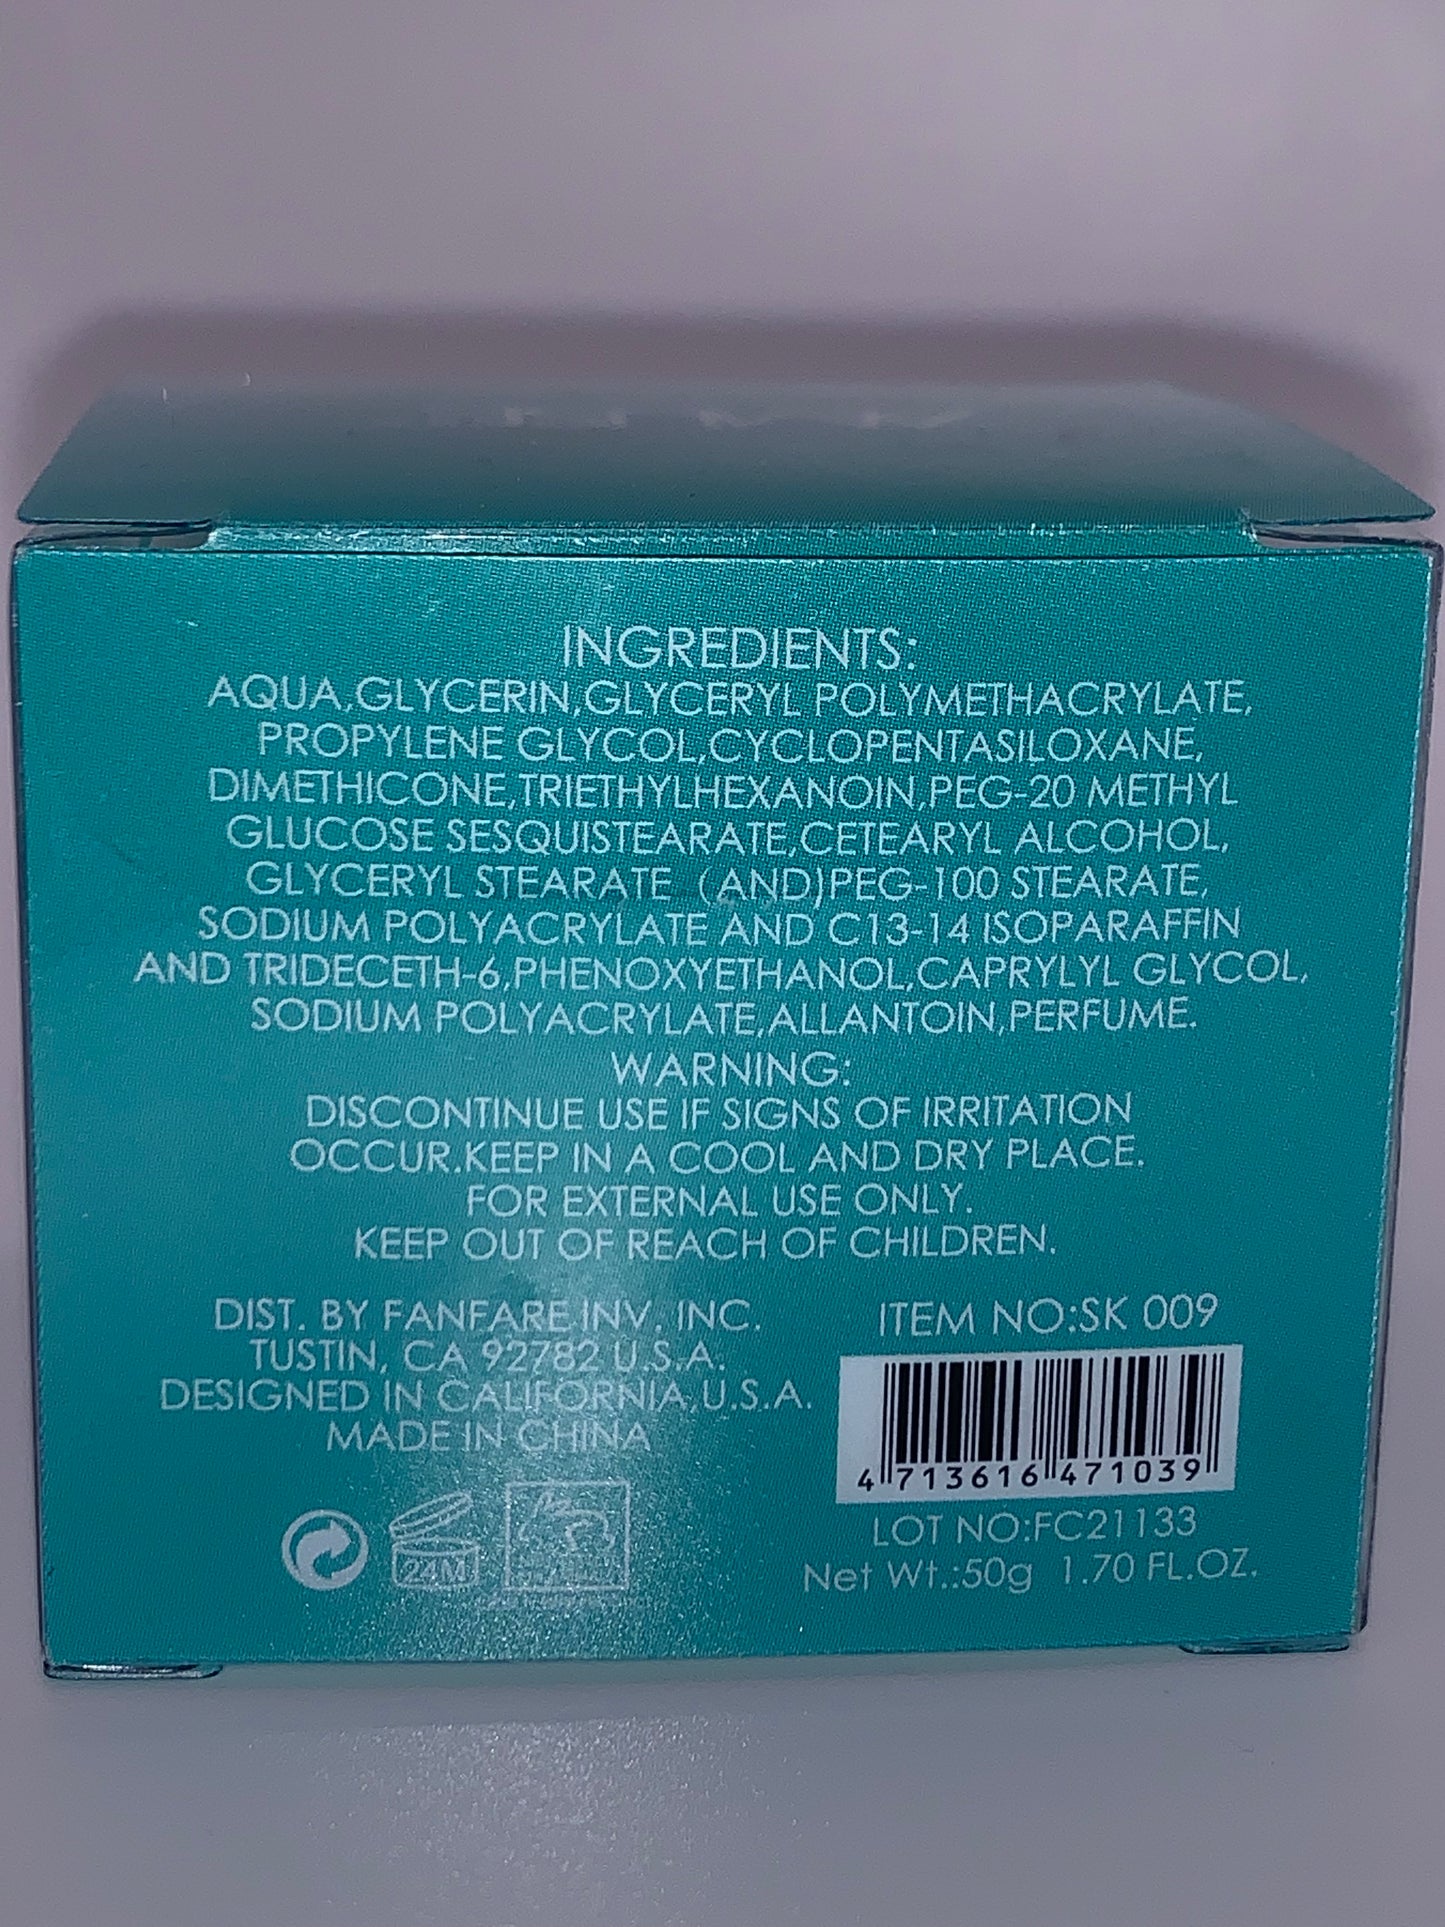 INGREDIENTS:
AQUA,GLYCERIN,GLYCERYL POLYMETHACRYLATE,
PROPYLENE GLYCOL,CYCLOPENTASILOXANE,
DIMETHICONE,TRIETHYLHEXANOIN,PEG-20 METHYL
GLUCOSE SESQUISTEARATE,CETEARYL ALCOHOL,
GLYCERYL STEARATE (AND)PEG-100 STEARATE,
SODIUM POLYACRYLATE AND C13-14 ISOPARAFFIN
AND TRIDECETH-6,PHENOXYETHANOL,CAPRYLYL GLYCOL,
SODIUM POLYACRYLATE,ALLANTOIN,PERFUME.
WARNING:
DISCONTINUE USE IF SIGNS OF IRRITATION
OCCUR.KEEP IN A COOL AND DRY PLACE.
FOR EXTERNAL USE ONLY.
KEEP OUT OF REACH OF CHILDREN.
DIST. BY FANFARE INV. INC.
TUSTIN, CA 92782 U.S.A.
DESIGNED IN CALIFORNIA,U.S.A.
MADE IN CHINA
24M
ITEM NO:SK 009
4 713616 471039
LOT NO:FC21133
Net Wt.:50g 1.70 FL.OZ.